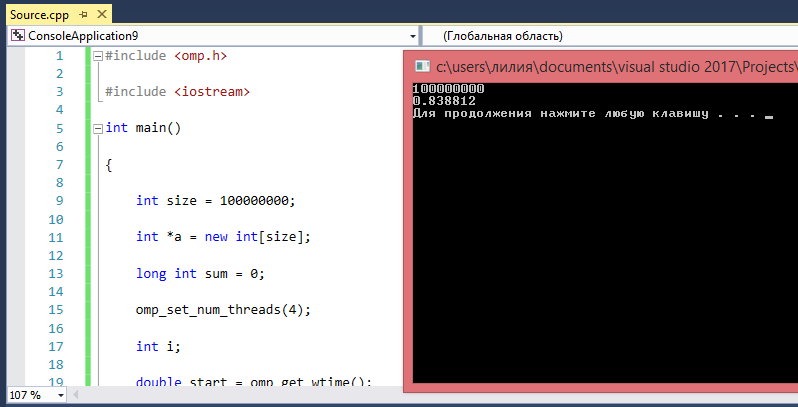 Source.cpp
ConsoleApplication9
(Глобальная область)
1 #include <omp.h>
2
3 #include <iostream>
4
5 int main()
6
7 {
8
9 int size = 100000000;
10
11 int *a = new int[size];
12
13 long int sum = 0;
14
15 omp_set_num_threads(4);
16
17 int i;
18
19 double start = omp_get_wtime();
107 %
c:\users\лилия\documents\visual studio 2017\Projects\
100000000
0.838812
Для продолжения нажмите любую клавишу . . .